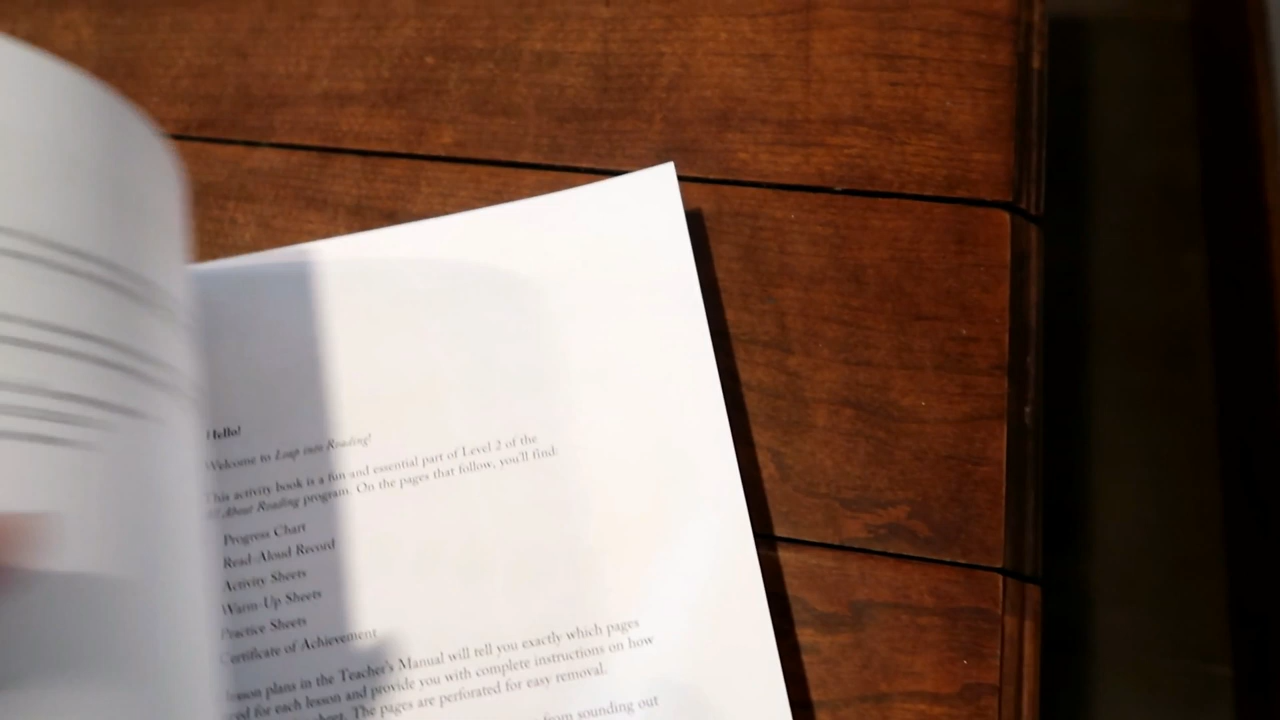 Hello!
Welcome to Leap into Reading!
This activity book is a fun and essential part of Level 2 of the
About Reading program. On the pages that follow, you'll find:
Progress Chart
Read-Aloud Record
Activity Sheets
Warm-Up Sheets
Practice Sheets
Certificate of Achievement
lesson plans in the Teacher's Manual will tell you exactly which pages
for each lesson and provide you with complete instructions on how
sheet. The pages are perforated for easy removal.
from sounding out